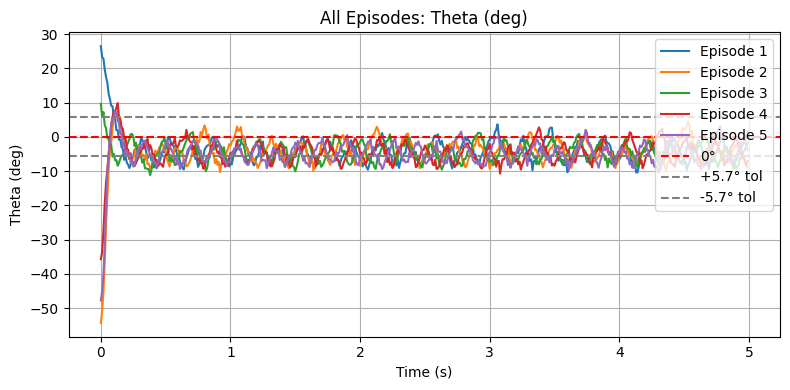 All Episodes: Theta (deg)
Theta (deg)
30
20
10
0
−10
−20
−30
−40
−50
Episode 1
Episode 2
Episode 3
Episode 4
Episode 5
0°
+5.7° tol
-5.7° tol
0
1
2
3
4
5
Time (s)